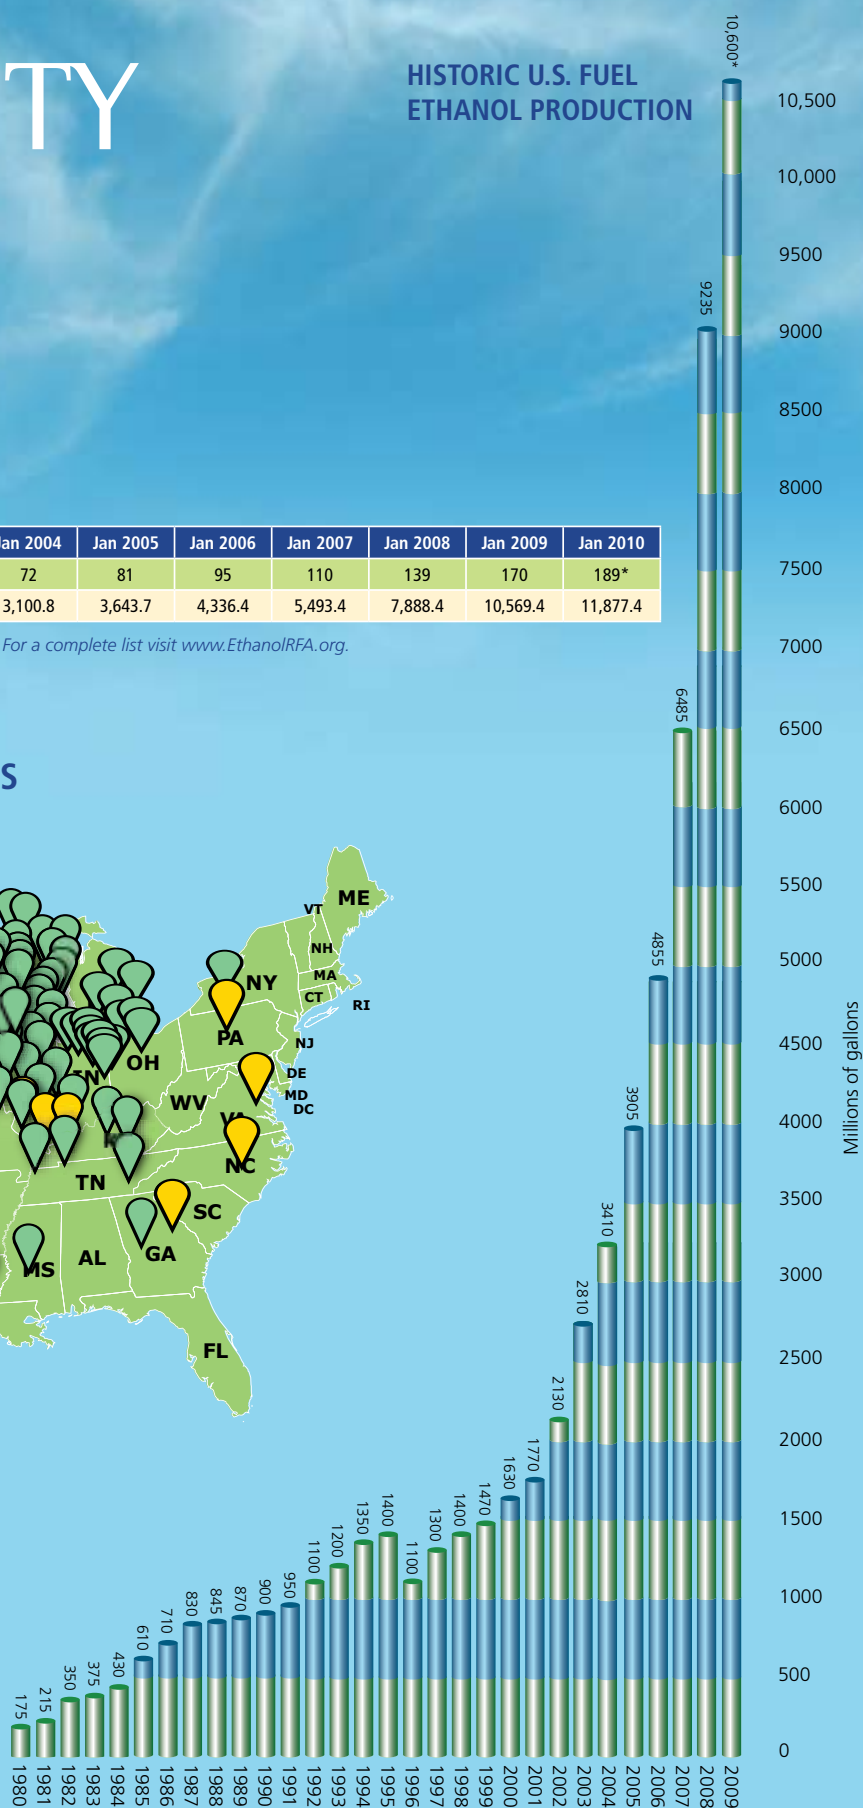 TY
HISTORIC U.S. FUEL
ETHANOL PRODUCTION
Jan 2004 Jan 2005 Jan 2006 Jan 2007 Jan 2008 Jan 2009 Jan 2010
72 81 95 110 139 170 189*
3,100.8 3,643.7 4,336.4 5,493.4 7,888.4 10,569.4 11,877.4
For a complete list visit www.EthanolRFA.org.
S
ME
VT
NH
NY
MA
CT
RI
PA
NJ
OH
DE
IN
MD
WV
DC
VA
NC
TN
SC
GA
AL
MS
FL
175
215
350
375
430
610
710
830
845
870
900
950
1100
1200
1350
1400
1100
1300
1400
1470
1630
1770
2130
2810
3410
3905
4855
6485
9235
10,600*
10,500
10,000
9500
9000
8500
8000
7500
7000
6500
6000
5500
5000
4500
4000
3500
3000
2500
2000
1500
1000
500
0
Millions of gallons
1980 1981 1982 1983 1984 1985 1986 1987 1988 1989 1990 1991 1992 1993 1994 1995 1996 1997 1998 1999 2000 2001 2002 2003 2004 2005 2006 2007 2008 2009